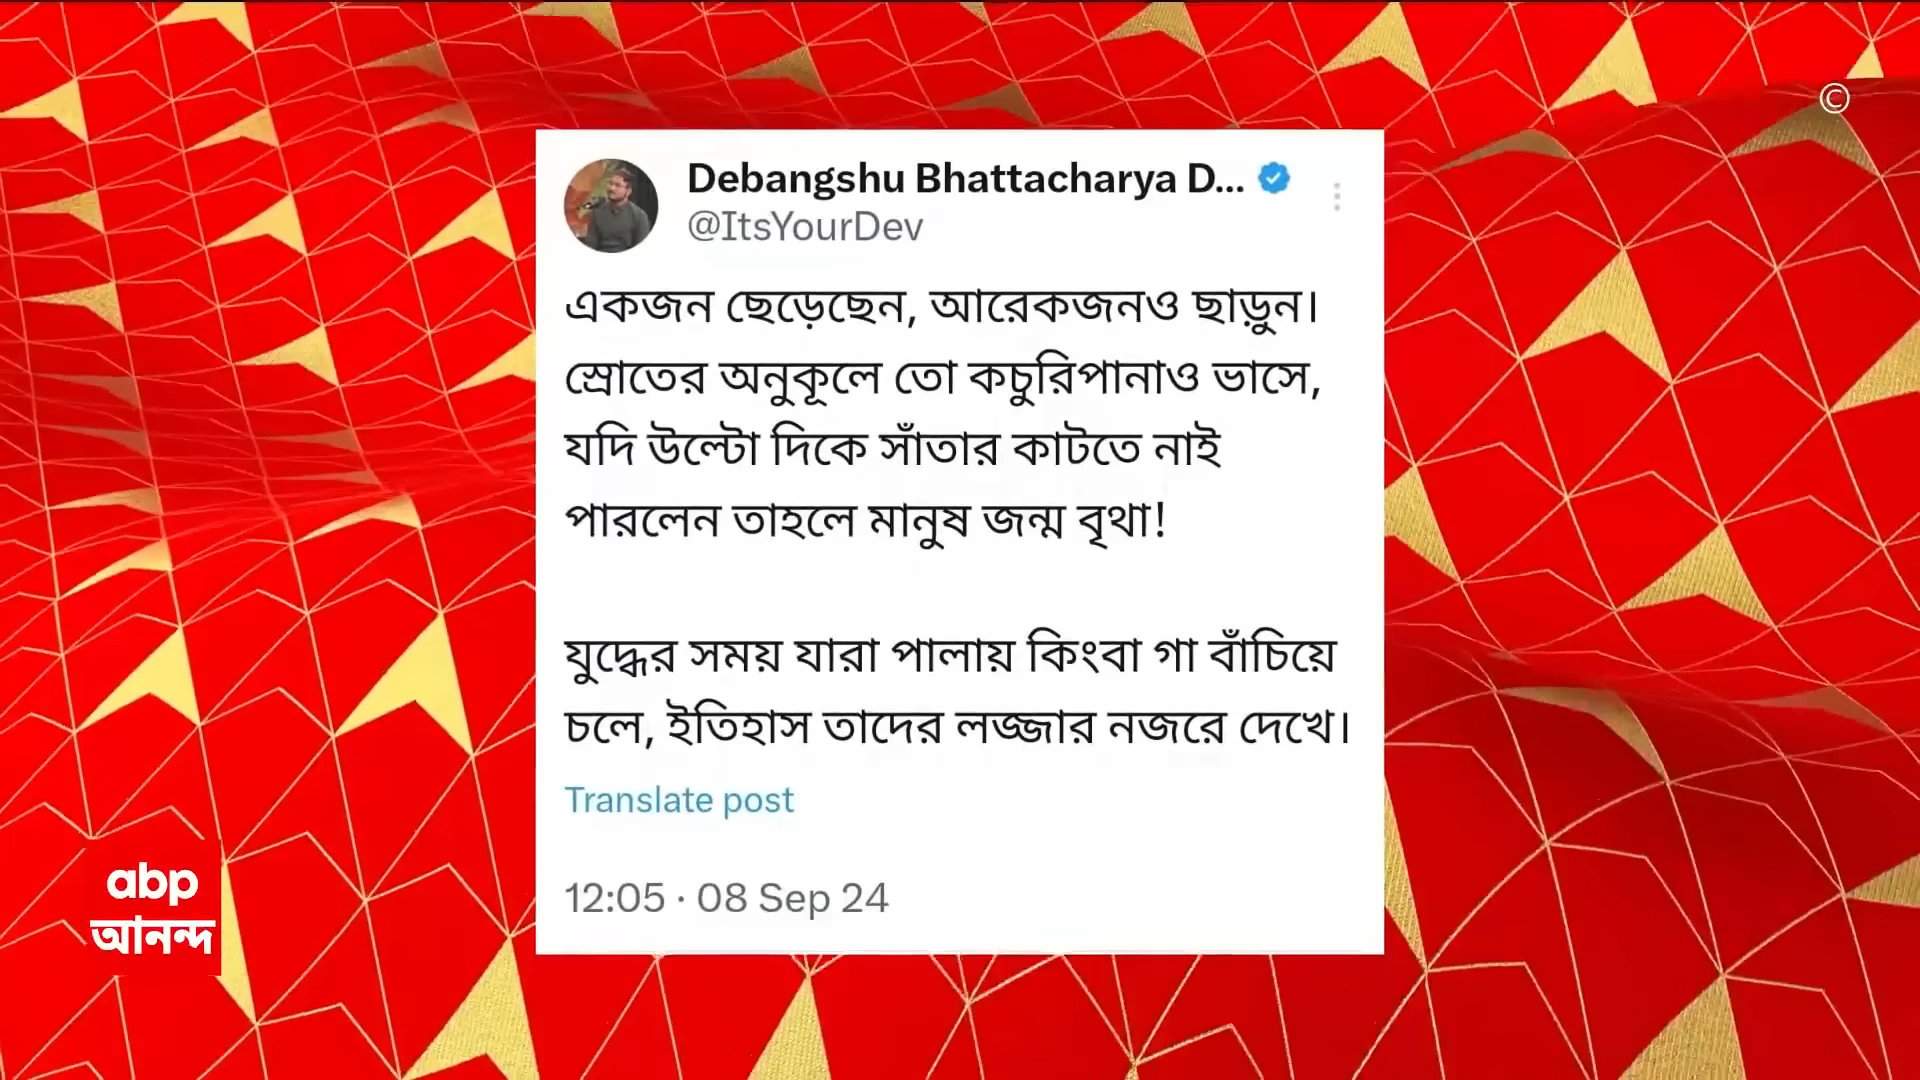 ©
Debangshu Bhattacharya D...
@ItsYourDev
একজন ছেড়েছেন, আরেকজনও ছাড়ুন।
স্রোতের অনুকূলে তো কচুরিপানাও ভাসে,
যদি উল্টো দিকে সাঁতার কাটতে নাই
পারলেন তাহলে মানুষ জন্ম বৃথা!
যুদ্ধের সময় যারা পালায় কিংবা গা বাঁচিয়ে
চলে, ইতিহাস তাদের লজ্জার নজরে দেখে।
Translate post
12:05 · 08 Sep 24
abp
আনন্দ